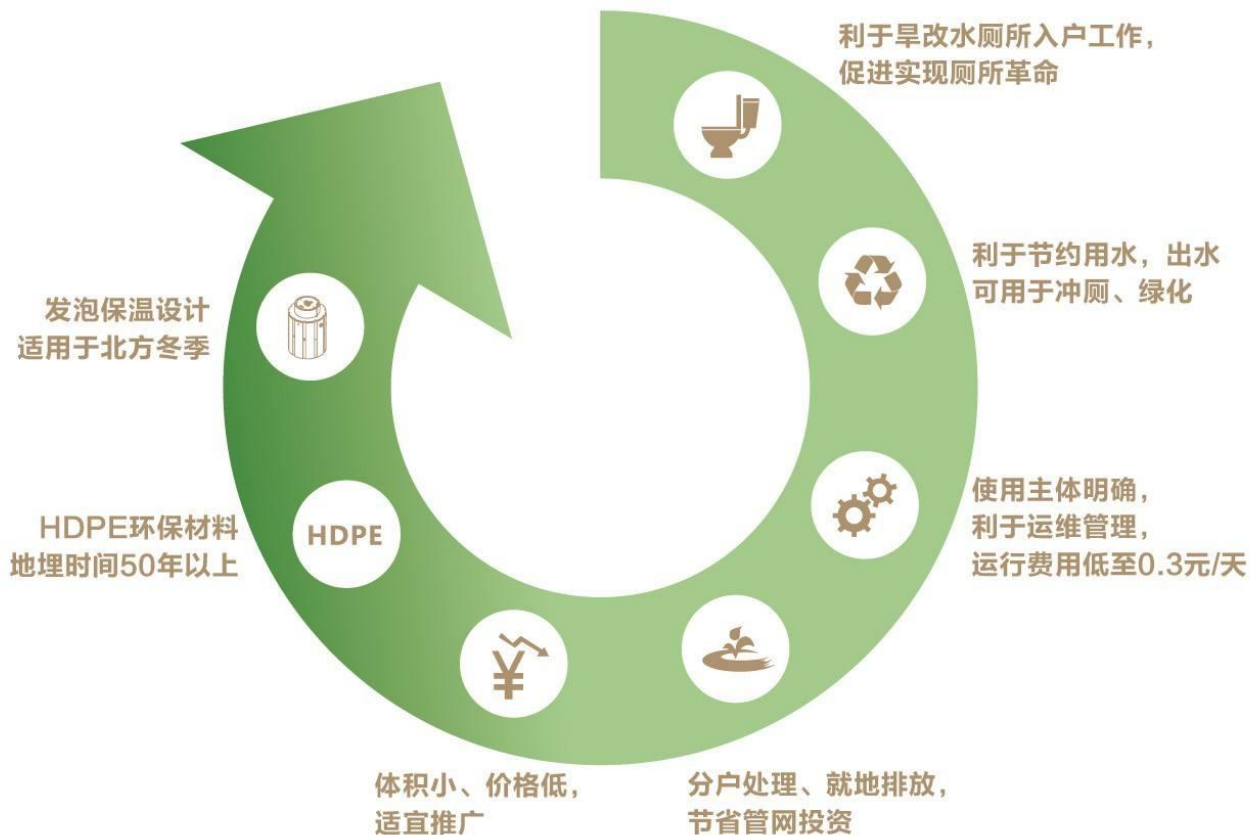 利于旱改水厕所入户工作，
促进实现厕所革命
利于节约用水，出水
可用于冲厕、绿化
使用主体明确，
利于运维管理，
运行费用低至0.3元/天
分户处理、就地排放，
节省管网投资
体积小、价格低，
适宜推广
HDPE环保材料
地埋时间50年以上
HDPE
发泡保温设计
适用于北方冬季